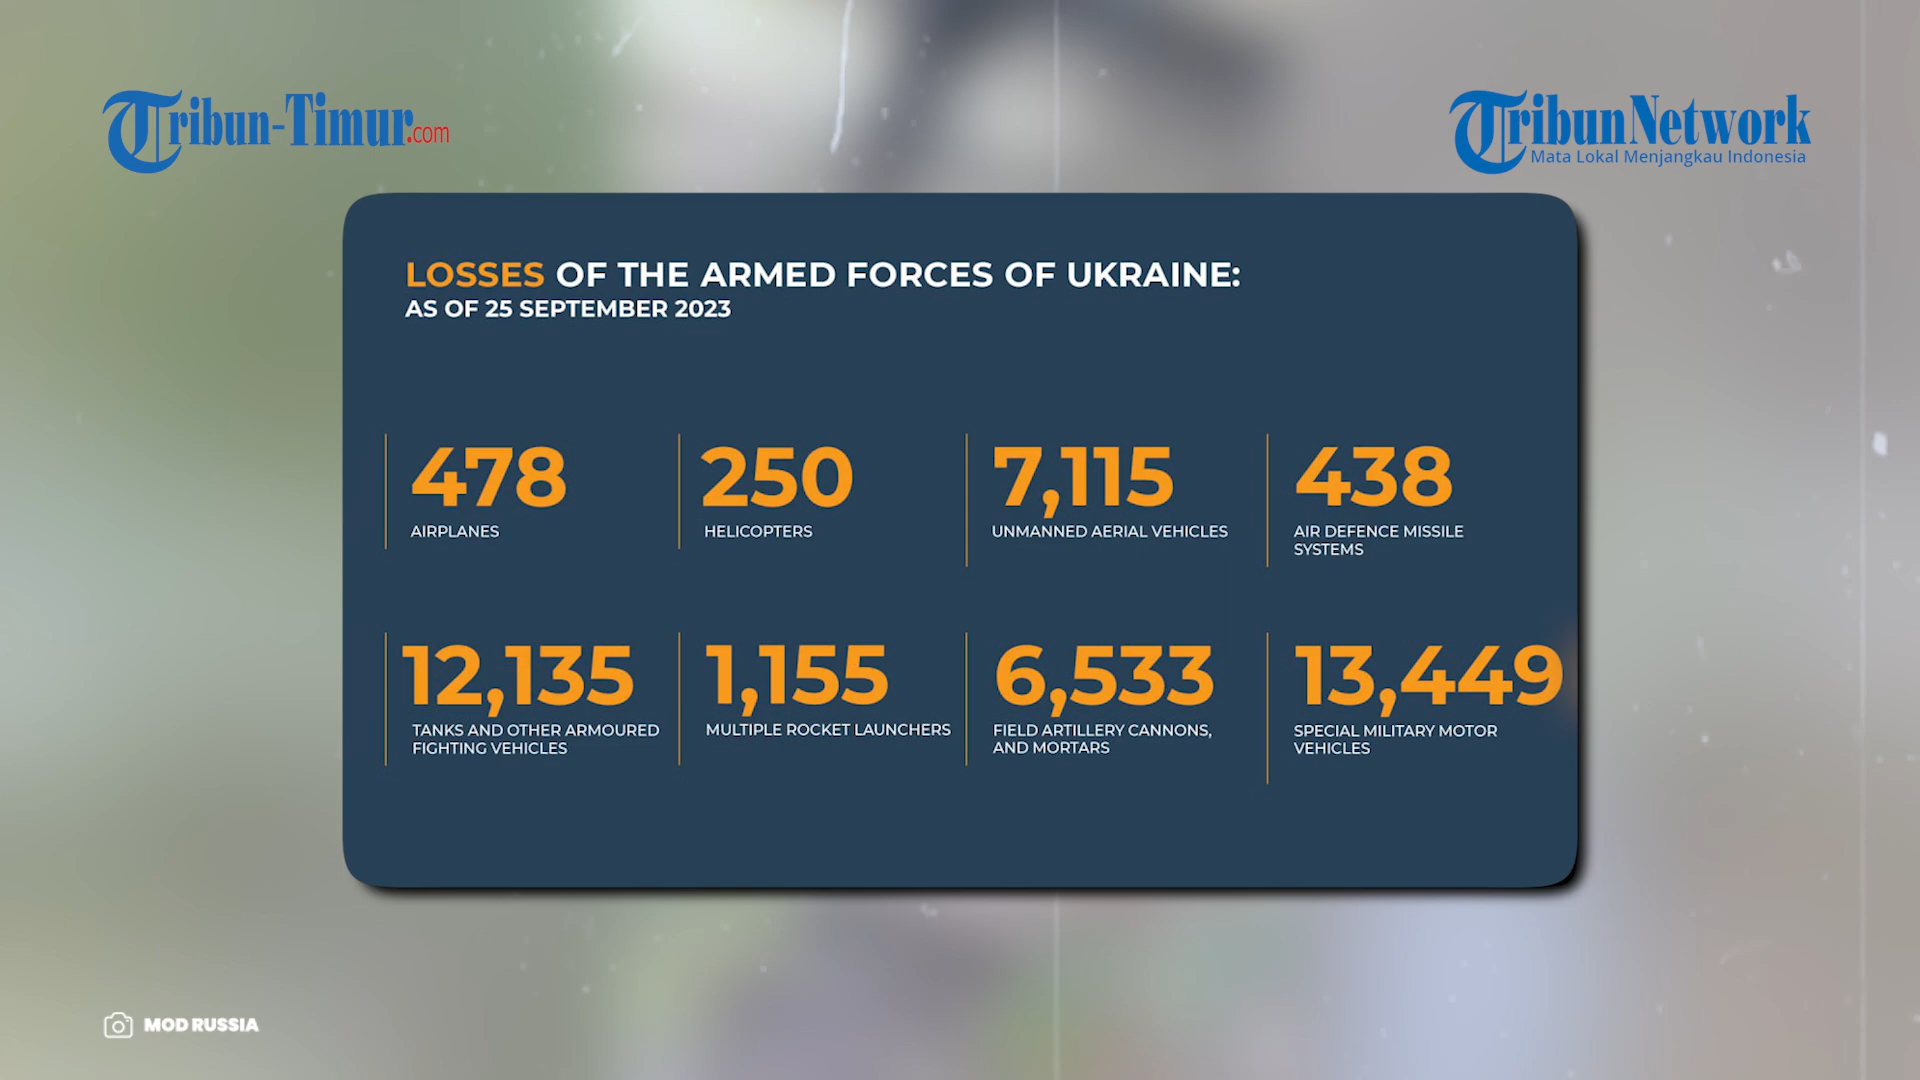 Tribun-Timur.com
TribunNetwork
Mata Lokal Menjangkau Indonesia
LOSSES OF THE ARMED FORCES OF UKRAINE:
AS OF 25 SEPTEMBER 2023
478
AIRPLANES
250
HELICOPTERS
7,115
UNMANNED AERIAL VEHICLES
438
AIR DEFENCE MISSILE
SYSTEMS
12,135
TANKS AND OTHER ARMOURED
FIGHTING VEHICLES
1,155
MULTIPLE ROCKET LAUNCHERS
6,533
FIELD ARTILLERY CANNONS,
AND MORTARS
13,449
SPECIAL MILITARY MOTOR
VEHICLES
MOD RUSSIA